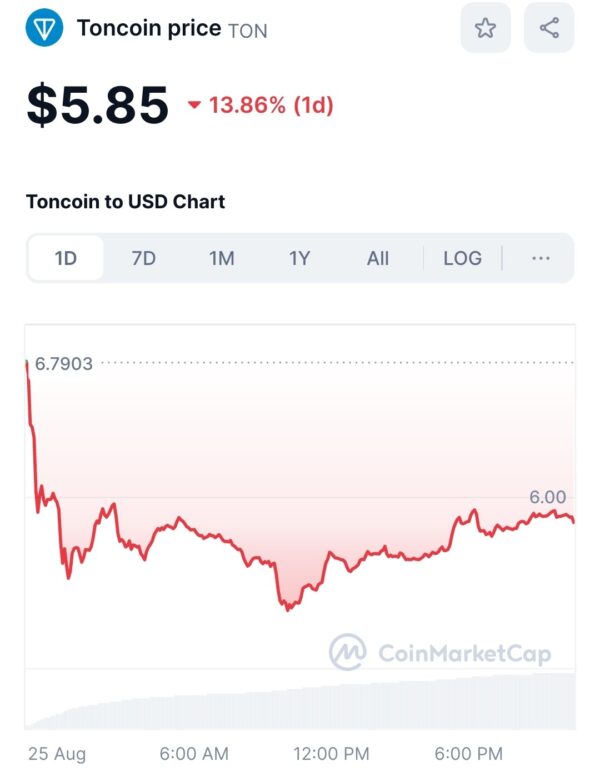 Toncoin price TON
$5.85 13.86% (1d)
Toncoin to USD Chart
1D 7D 1M 1Y All LOG ...
6.7903
6.00
CoinMarketCap
25 Aug 6:00 AM 12:00 PM 6:00 PM